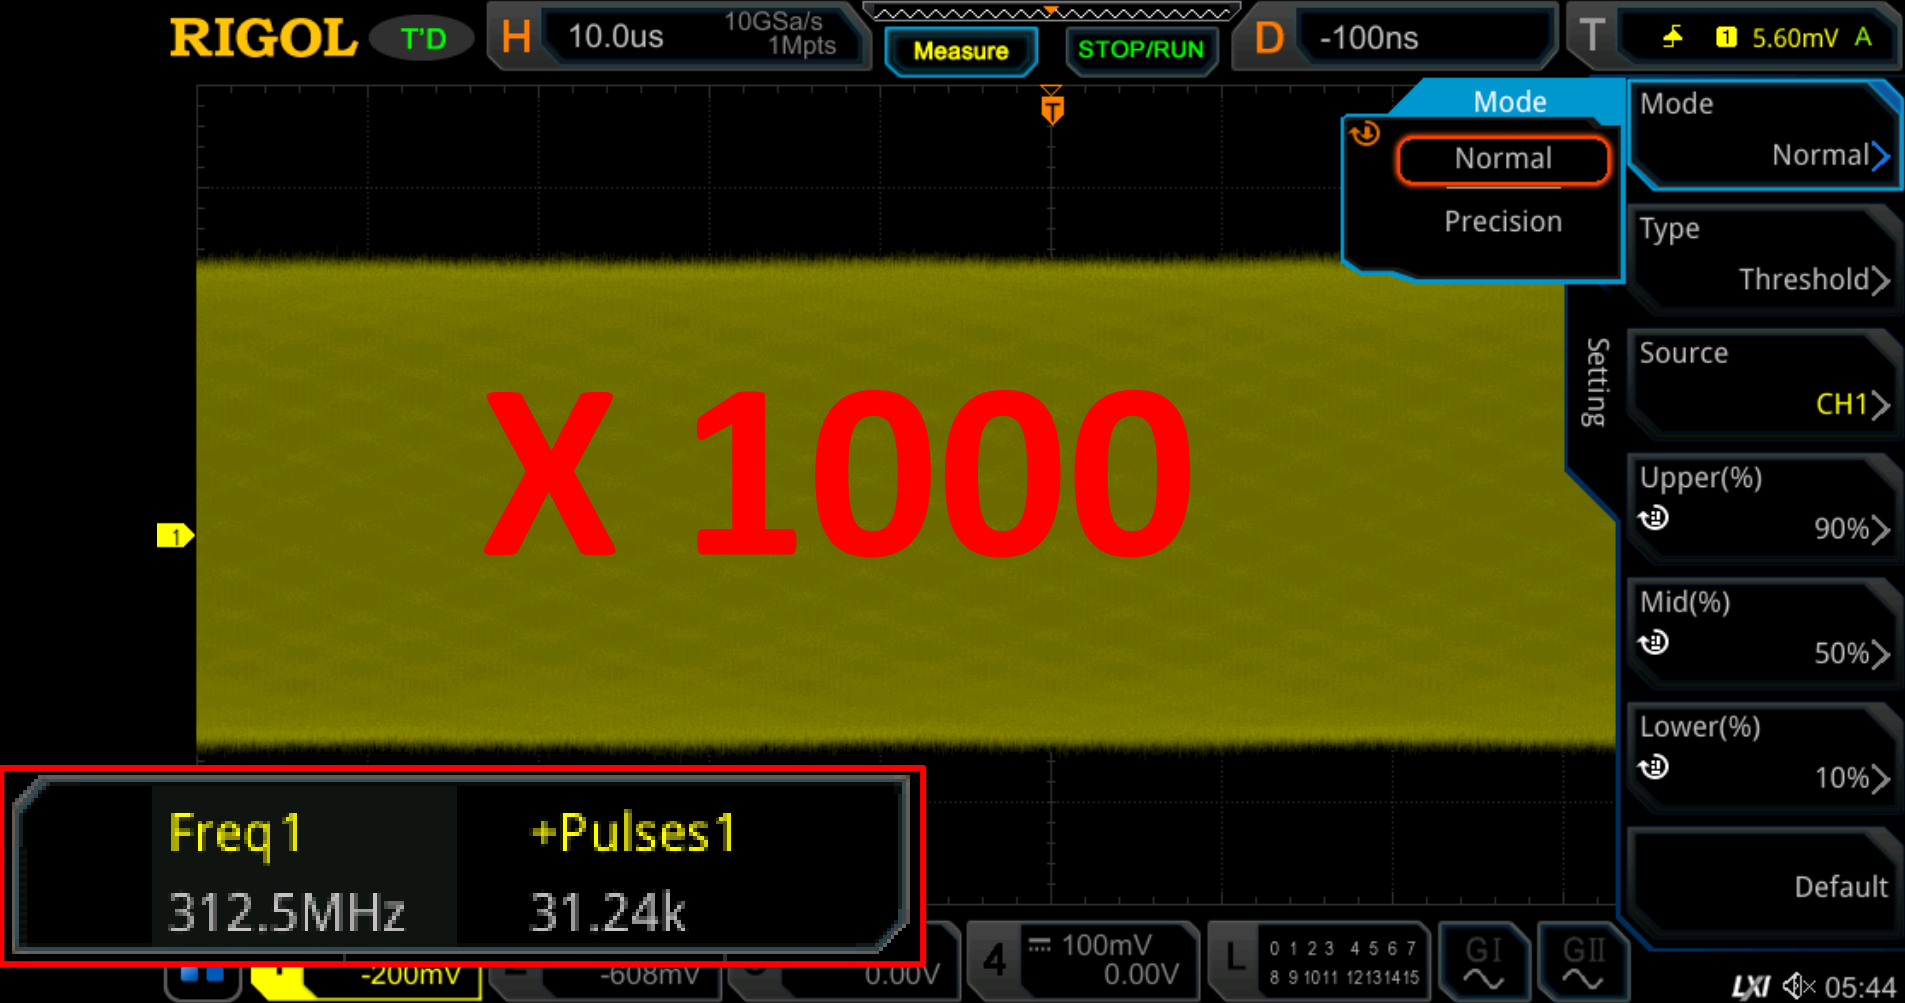 RIGOL
T'D
H
10.0us
10GSa/s
1Mpts
Measure
STOP/RUN
D
-100ns
T
1
5.60mV
A
T
Mode
Normal
Precision
Mode
Normal
Type
Threshold
Setting
Source
CH1
X 1000
Upper(%)
90%
1
Mid(%)
50%
Lower(%)
10%
Default
Freq1
+Pulses1
312.5MHz
31.24k
-200mV
-608mV
0.00V
4
100mV
0.00V
L
0 1 2 3 4 5 6 7
8 9 10 11 12 13 14 15
GI
GII
LXI
05:44